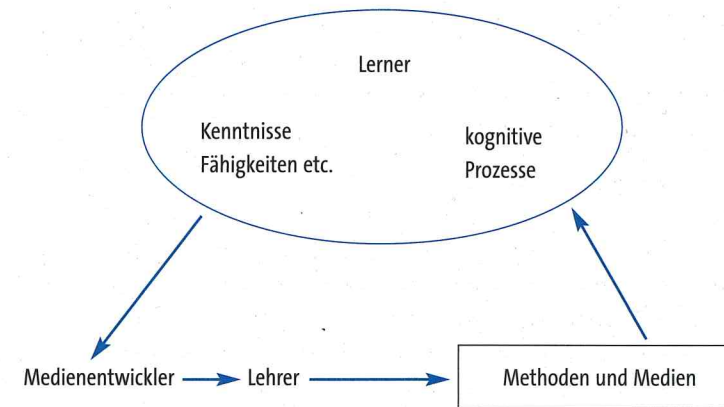 Lerner
Kenntnisse
Fähigkeiten etc.
kognitive
Prozesse
Medienentwickler
Lehrer
Methoden und Medien